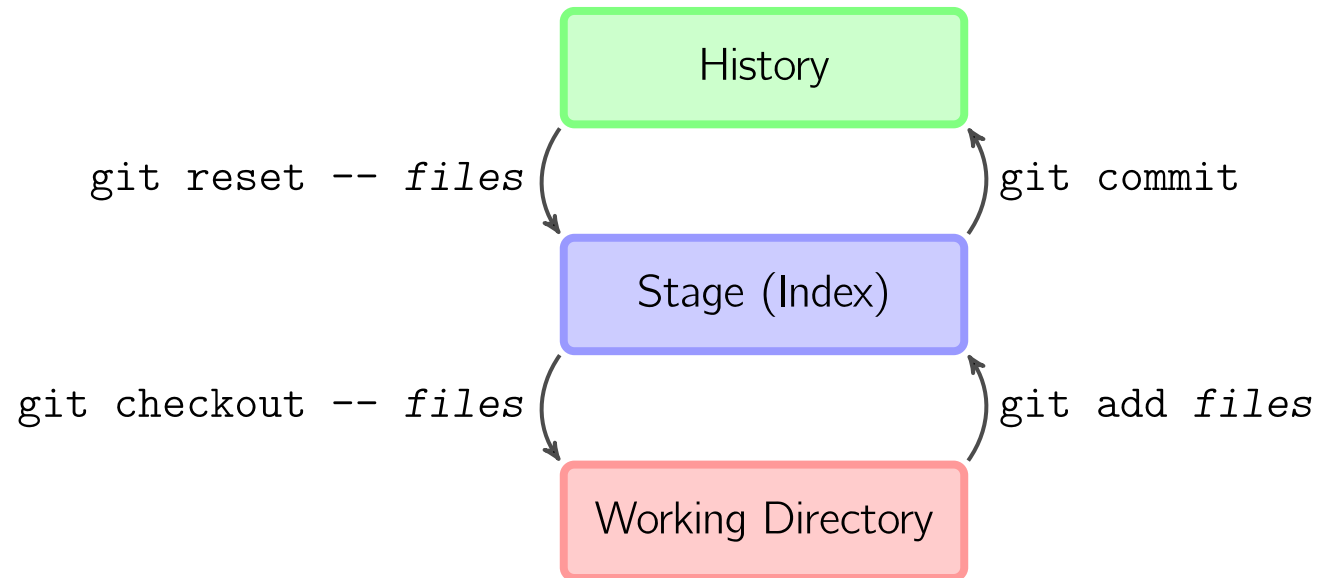 History
git reset -- files
git commit
Stage (Index)
git checkout -- files
git add files
Working Directory